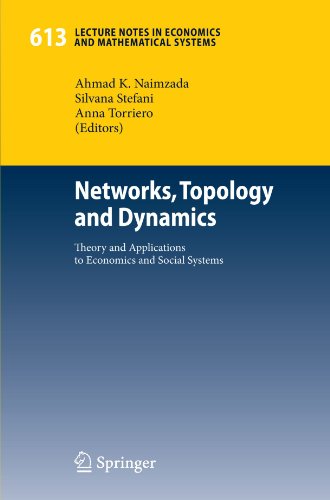 613 LECTURE NOTES IN ECONOMICS
AND MATHEMATICAL SYSTEMS
Ahmad K. Naimzada
Silvana Stefani
Anna Torriero
(Editors)
Networks, Topology
and Dynamics
Theory and Applications
to Economics and Social Systems
Springer